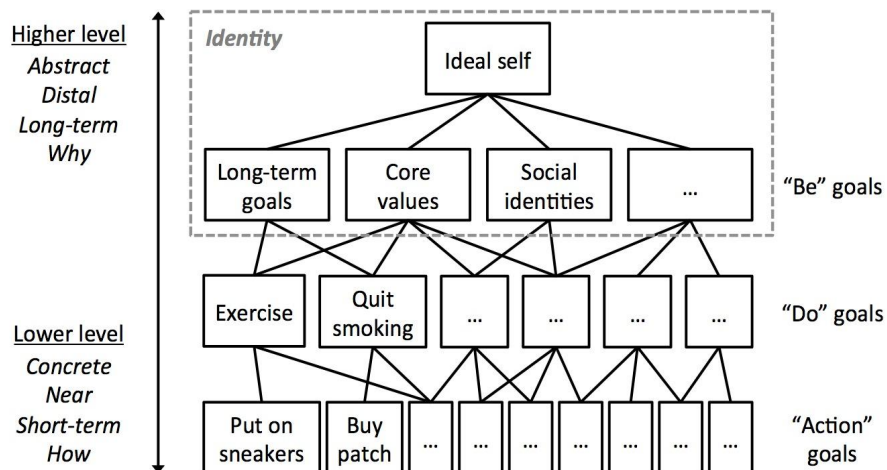 Higher level
Abstract
Distal
Long-term
Why
Identity
Ideal self
Long-term
goals
Core
values
Social
identities
...
“Be” goals
Exercise
Quit
smoking
...
...
...
...
“Do” goals
Lower level
Concrete
Near
Short-term
How
Put on
sneakers
Buy
patch
...
...
...
...
...
...
...
“Action”
goals